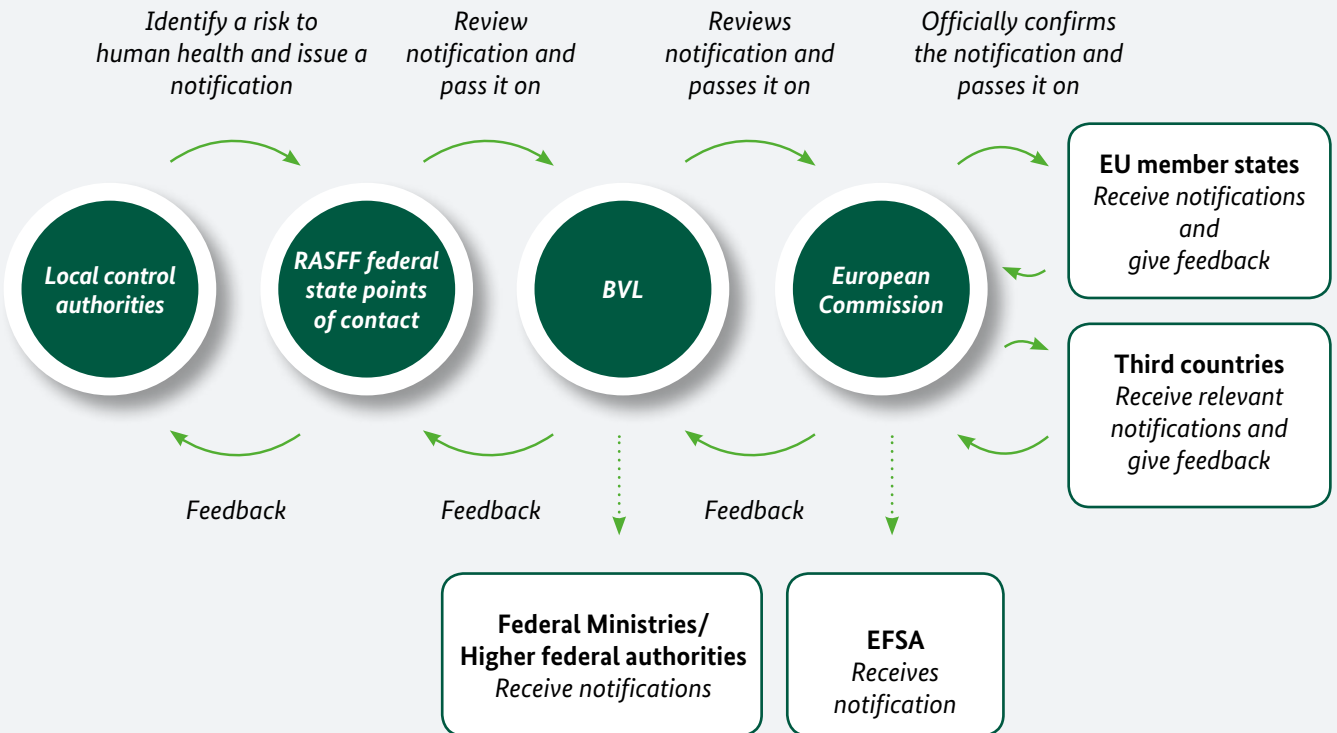 Identify a risk to
human health and issue a
notification
Review
notification and
pass it on
Reviews
notification and
passes it on
Officially confirms
the notification and
passes it on
Local control
authorities
RASFF federal
state points
of contact
BVL
European
Commission
EU member states
Receive notifications
and
give feedback
Third countries
Receive relevant
notifications and
give feedback
Feedback
Feedback
Feedback
Federal Ministries/
Higher federal authorities
Receive notifications
EFSA
Receives
notification